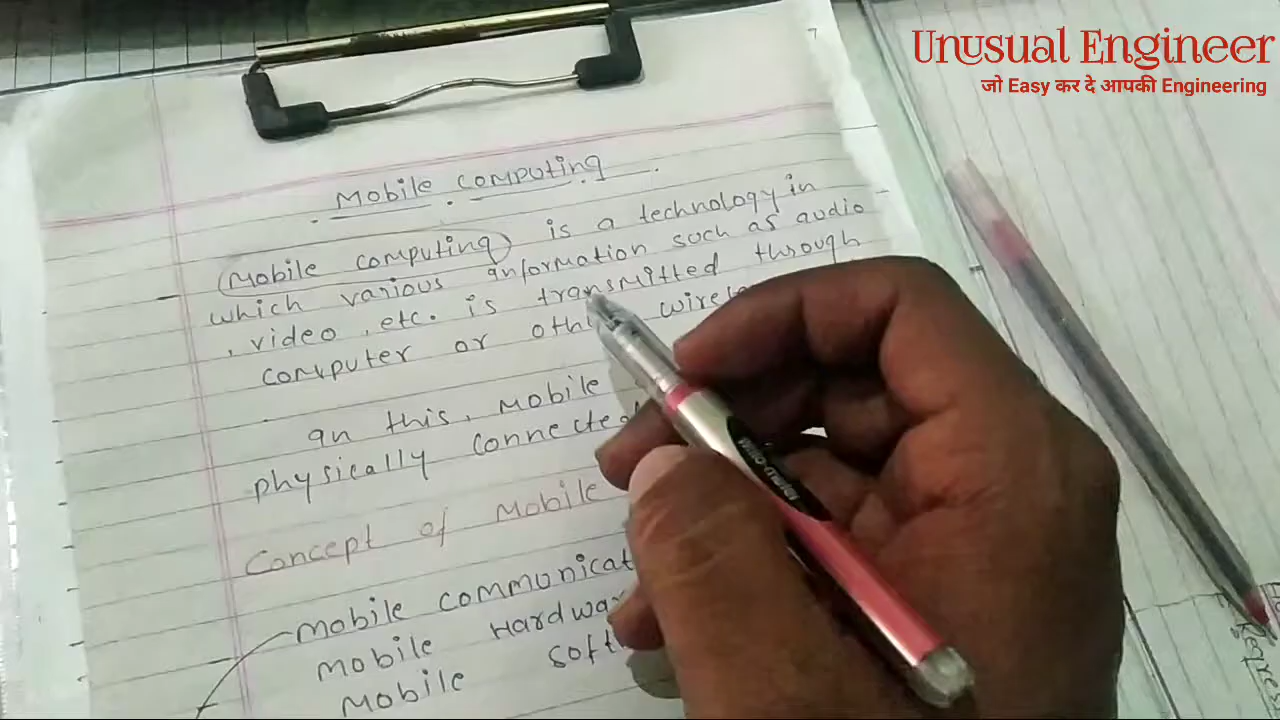 Unusual Engineer
जो Easy कर दे आपकी Engineering
7
Mobile Computing
Mobile computing is a technology in
which various information such as audio
, video , etc. is transmitted through
computer or oth wirele
In this, mobile
physically connected
Concept of Mobile
Mobile communicat
Mobile Hardwa
Mobile soft